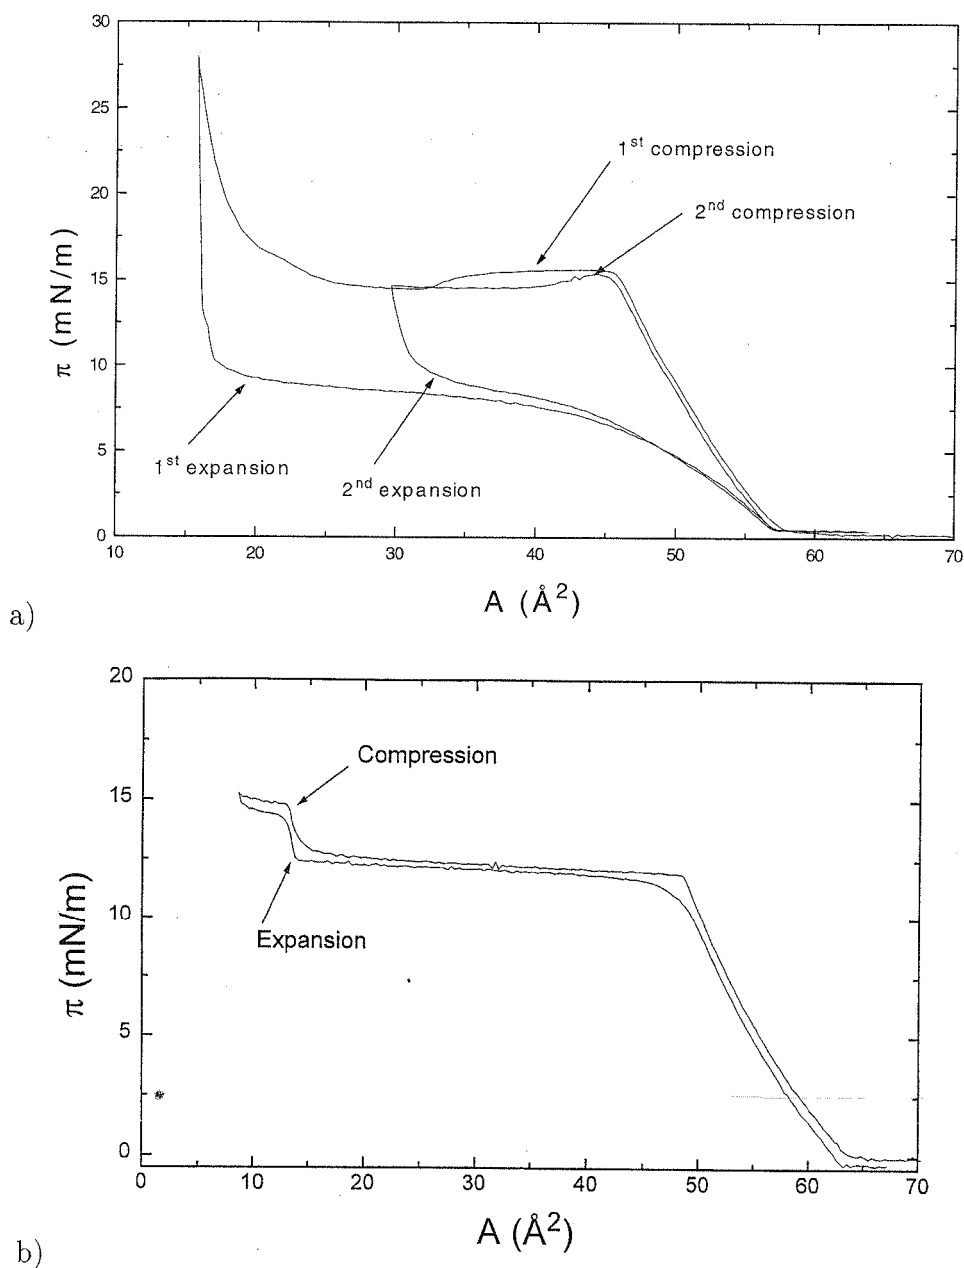 30
25
20
15
10
5
0
π (mN/m)
1st compression
2nd compression
1st expansion
2nd expansion
10 20 30 40 50 60 70
A (Å2)
a)
20
15
10
5
0
π (mN/m)
Compression
Expansion
*
0 10 20 30 40 50 60 70
A (Å2)
b)